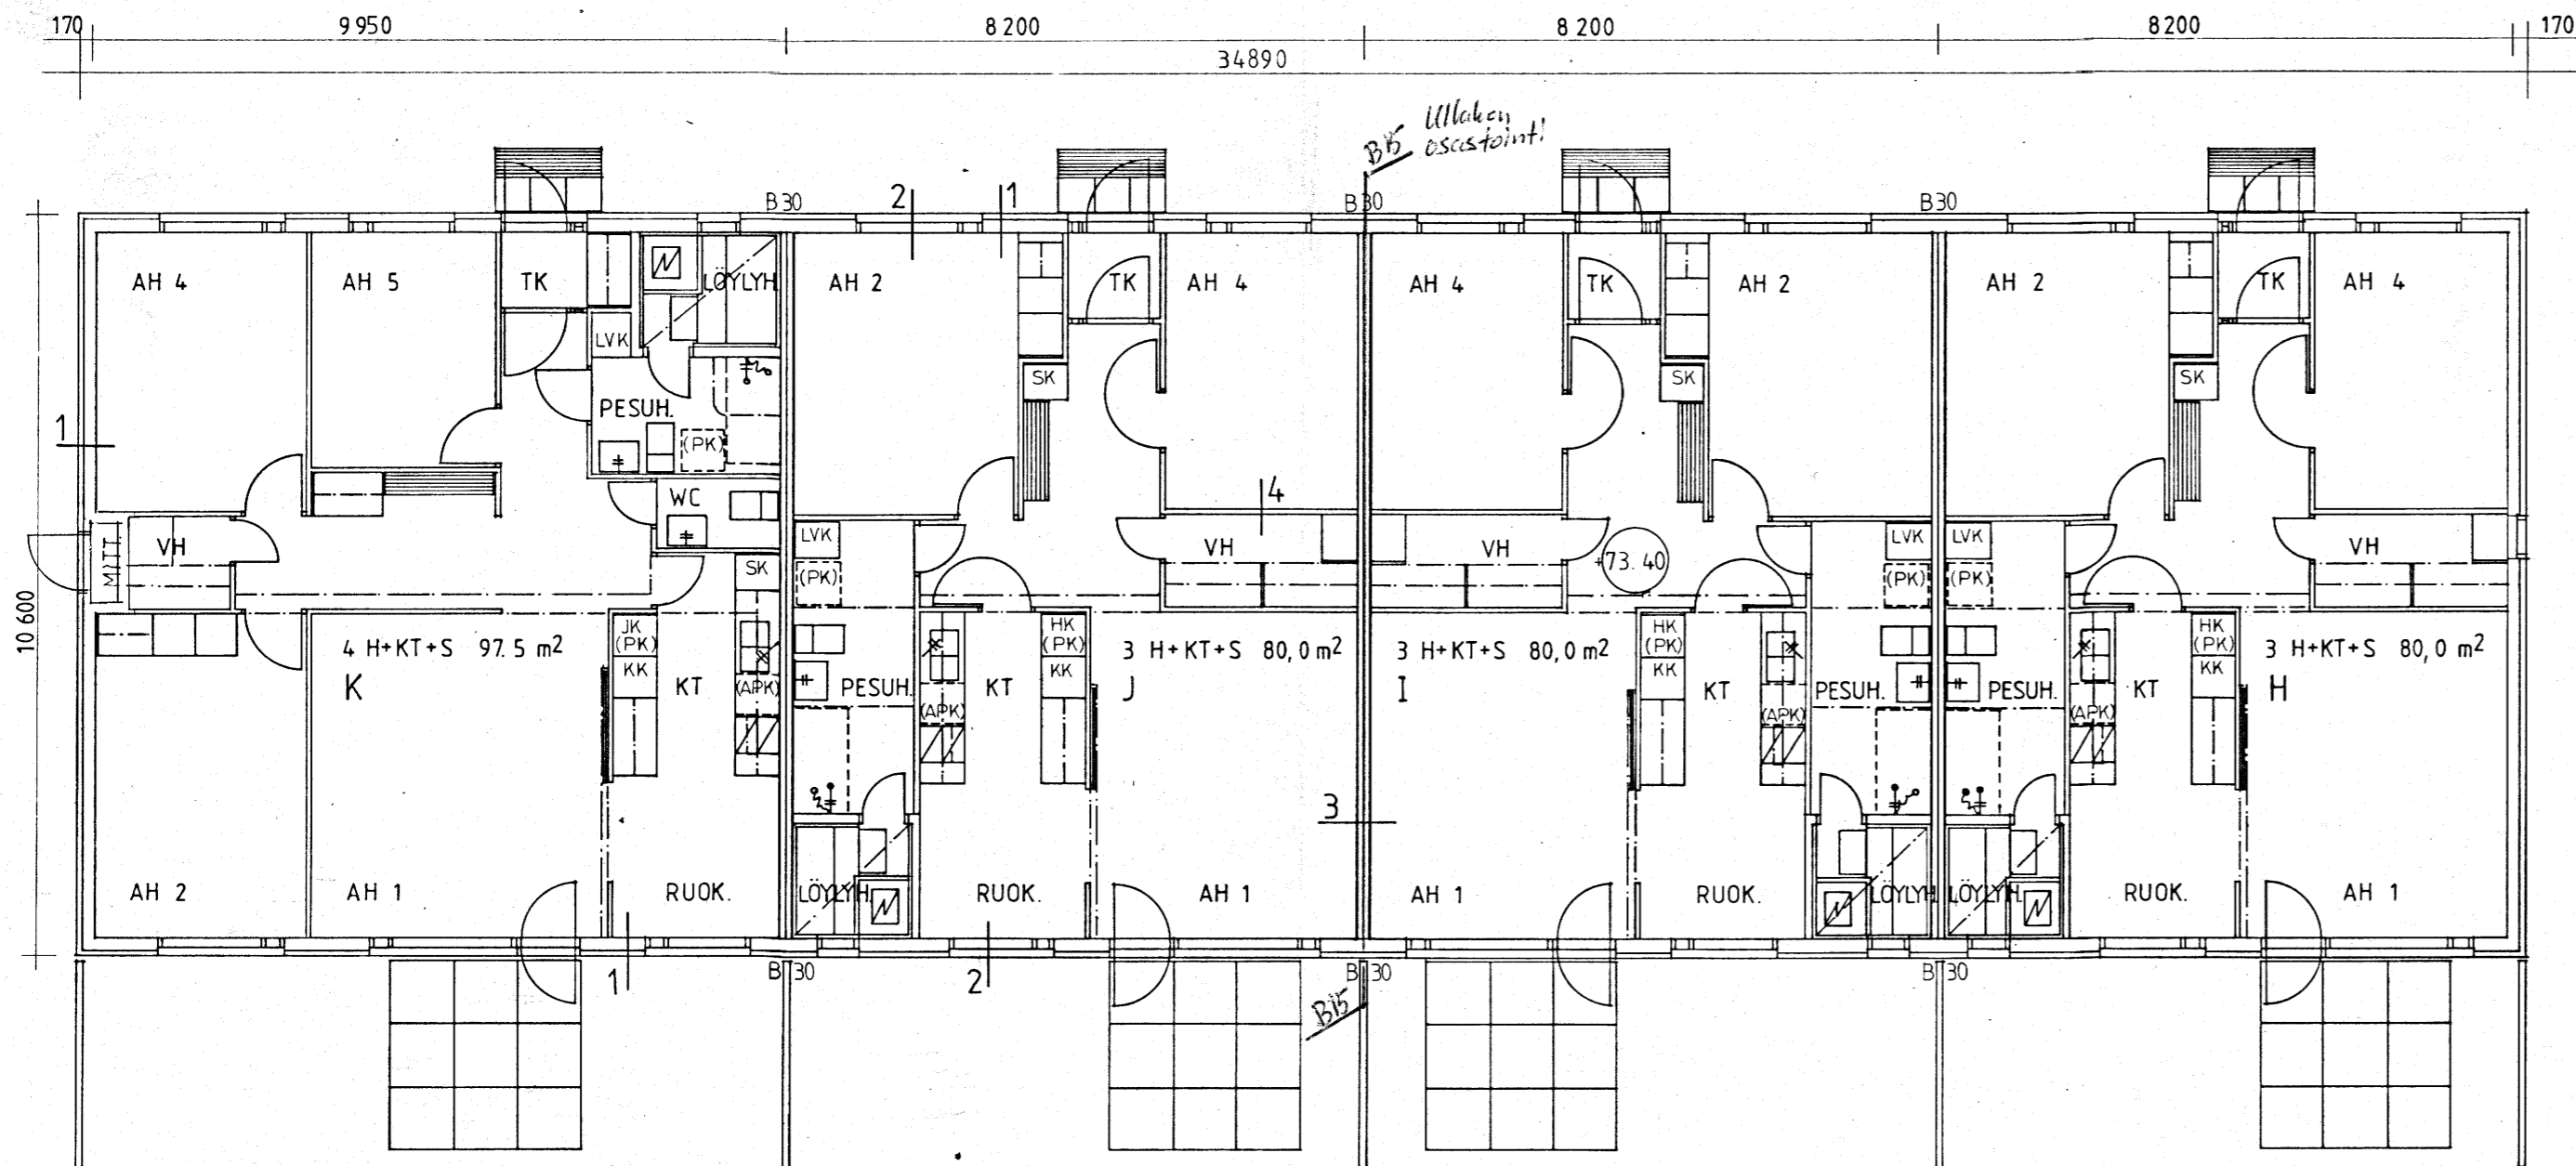 170 9 950 8 200 8 200 8 200 170
34890
B15 Ullakon
osastointi
B 30 2 1 B 30 B 30
AH 4 AH 5 TK LÖYLYH. AH 2 TK AH 4 AH 4 TK AH 2 AH 2 TK AH 4
LVK
SK SK SK
PESUH.
1
(PK)
WC 4
MITT. VH LVK VH VH LVK LVK VH
+73.40
SK (PK) (PK) (PK)
10 600
JK
(PK)
KK
HK
(PK)
KK
HK
(PK)
KK
HK
(PK)
KK
4 H+KT+S 97.5 m² 3 H+KT+S 80,0 m² 3 H+KT+S 80,0 m² 3 H+KT+S 80,0 m²
K KT (APK) PESUH. KT J I KT PESUH. PESUH. KT H
(APK) (APK) (APK)
3
AH 2 AH 1 RUOK. LÖYLYH. RUOK. AH 1 AH 1 RUOK. LÖYLYH. LÖYLYH. RUOK. AH 1
1 B 30 2 B 30 B 30
B15